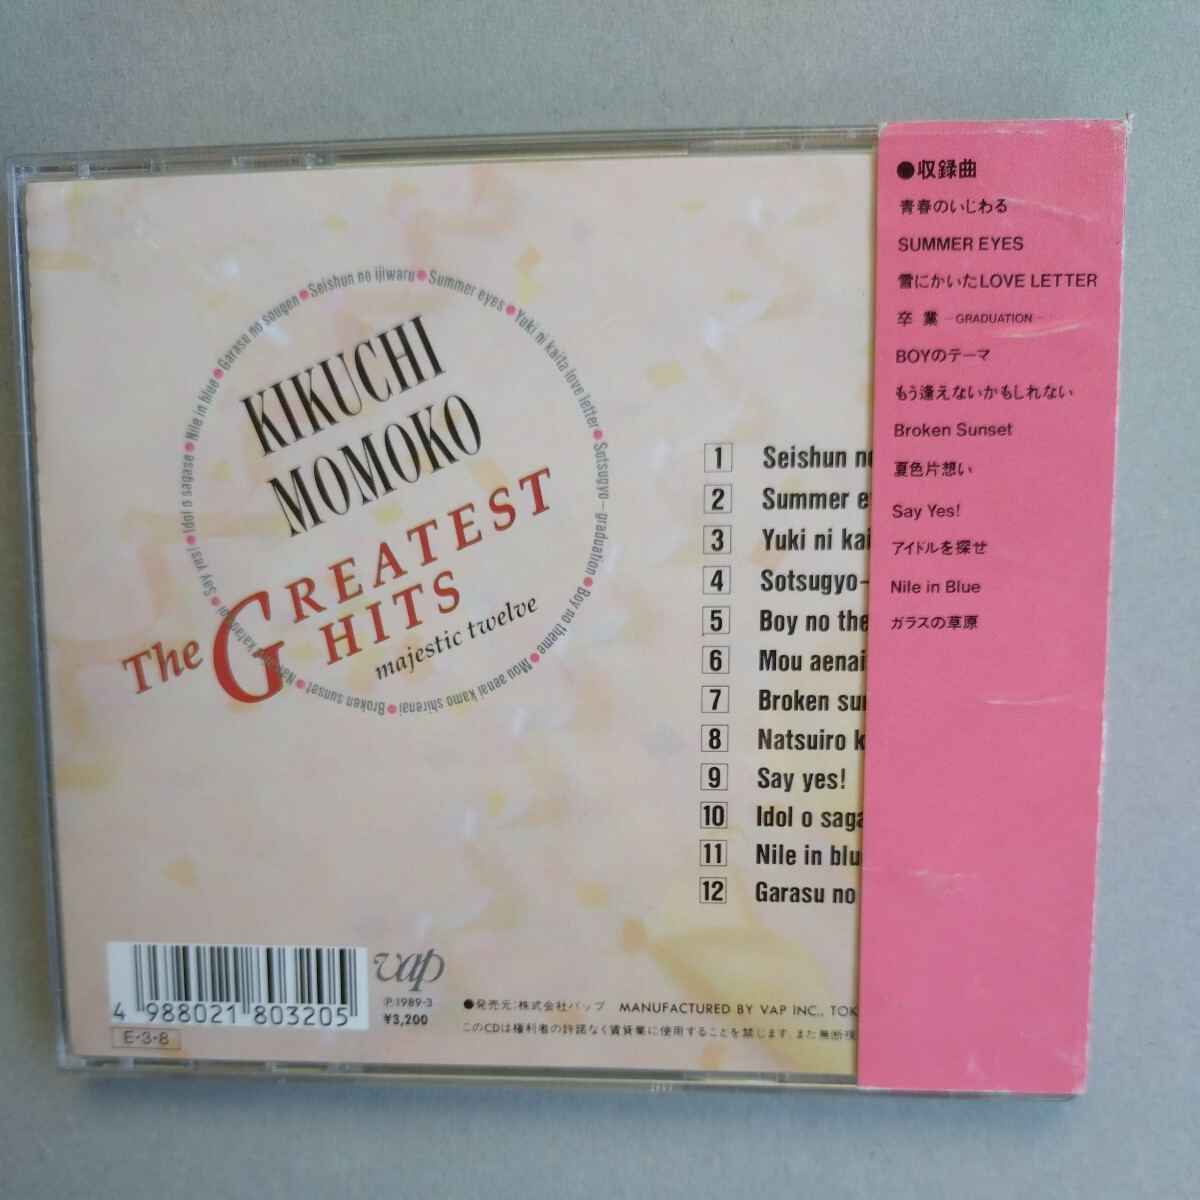 Seishun no ijiwaru ● Summer eyes ● Yuki ni kaita love letter ● Sotsugyo-graduation ● Boy no theme ● Mou aenai kamo shirenai ● Broken sunset ● Natsuiro kataomoi ● Say yes! ● Idol o sagase ● Nile in blue ● Garasu no sougen ●
KIKUCHI
MOMOKO
The GREATEST
HITS
majestic twelve
1 Seishun no
2 Summer e
3 Yuki ni kai
4 Sotsugyo-
5 Boy no the
6 Mou aenai
7 Broken su
8 Natsuiro k
9 Say yes!
10 Idol o saga
11 Nile in blu
12 Garasu no
4 988021 803205
E・3・8
vap
Ⓟ1989-3
¥3,200
●発売元:株式会社バップ MANUFACTURED BY VAP INC., TOK
このCDは権利者の許諾なく賃貸業に使用することを禁じます。また無断複
●収録曲
青春のいじわる
SUMMER EYES
雪にかいたLOVE LETTER
卒業 —GRADUATION—
BOYのテーマ
もう逢えないかもしれない
Broken Sunset
夏色片想い
Say Yes!
アイドルを探せ
Nile in Blue
ガラスの草原